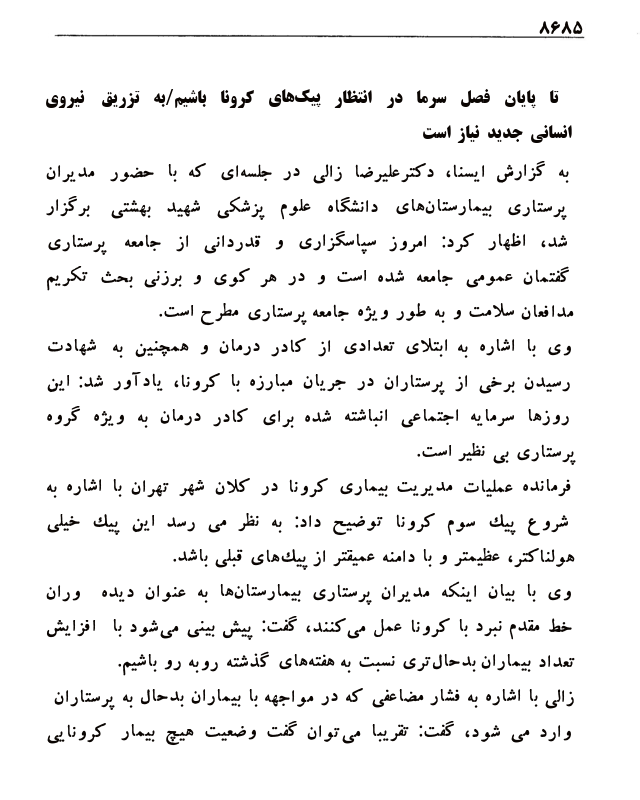 ۸۶۸۵
تا پایان فصل سرما در انتظار پیک‌های کرونا باشیم/به تزریق نیروی
انسانی جدید نیاز است
به گزارش ایسنا، دکترعلیرضا زالی در جلسه‌ای که با حضور مدیران
پرستاری بیمارستان‌های دانشگاه علوم پزشکی شهید بهشتی برگزار
شد، اظهار کرد: امروز سپاسگزاری و قدردانی از جامعه پرستاری
گفتمان عمومی جامعه شده است و در هر کوی و برزنی بحث تکریم
مدافعان سلامت و به طور ویژه جامعه پرستاری مطرح است.
وی با اشاره به ابتلای تعدادی از کادر درمان و همچنین به شهادت
رسیدن برخی از پرستاران در جریان مبارزه با کرونا، یادآور شد: این
روزها سرمایه اجتماعی انباشته شده برای کادر درمان به ویژه گروه
پرستاری بی نظیر است.
فرمانده عملیات مدیریت بیماری کرونا در کلان شهر تهران با اشاره به
شروع پیک سوم کرونا توضیح داد: به نظر می رسد این پیک خیلی
هولناکتر، عظیمتر و با دامنه عمیقتر از پیک‌های قبلی باشد.
وی با بیان اینکه مدیران پرستاری بیمارستان‌ها به عنوان دیده وران
خط مقدم نبرد با کرونا عمل می‌کنند، گفت: پیش بینی می‌شود با افزایش
تعداد بیماران بدحال‌تری نسبت به هفته‌های گذشته روبه رو باشیم.
زالی با اشاره به فشار مضاعفی که در مواجهه با بیماران بدحال به پرستاران
وارد می شود، گفت: تقریبا می‌توان گفت وضعیت هیچ بیمار کرونایی